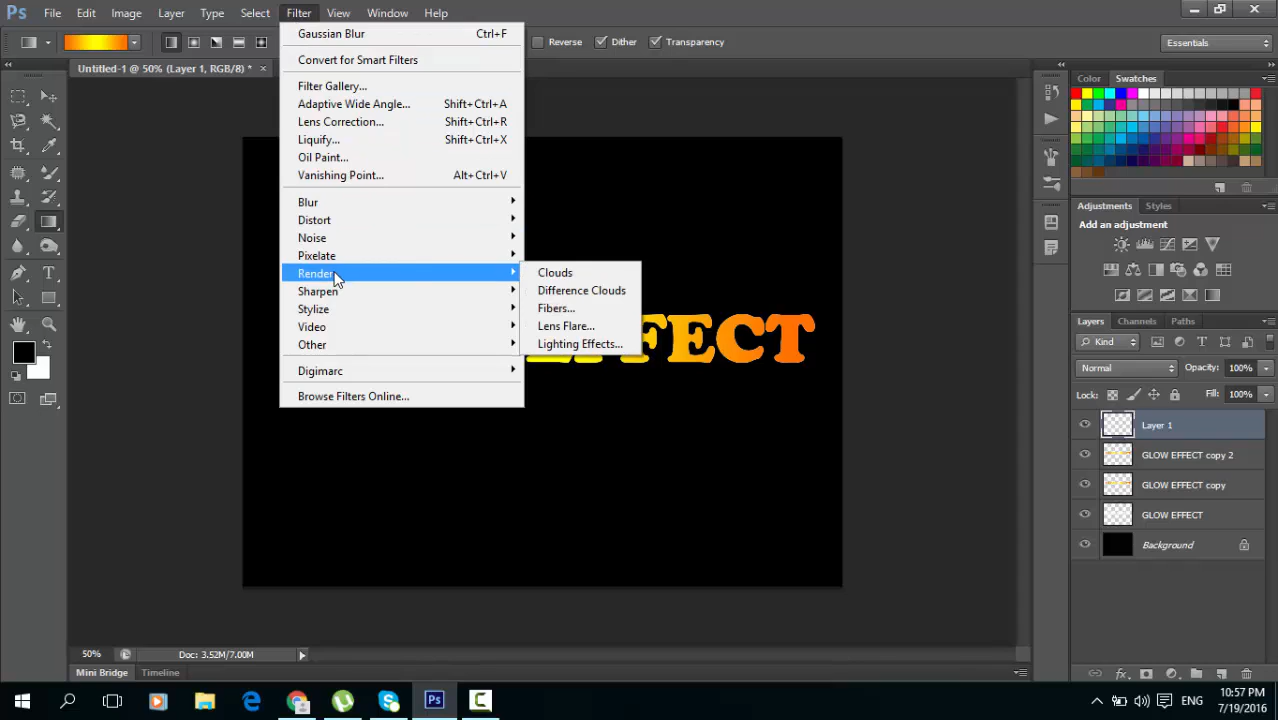 Ps File Edit Image Layer Type Select Filter View Window Help
Reverse Dither Transparency Essentials
Untitled-1 @ 50% (Layer 1, RGB/8) * ×
Gaussian Blur Ctrl+F
Convert for Smart Filters
Filter Gallery...
Adaptive Wide Angle... Shift+Ctrl+A
Lens Correction... Shift+Ctrl+R
Liquify... Shift+Ctrl+X
Oil Paint...
Vanishing Point... Alt+Ctrl+V
Blur
Distort
Noise
Pixelate
Render
Sharpen
Stylize
Video
Other
Digimarc
Browse Filters Online...
Clouds
Difference Clouds
Fibers...
Lens Flare...
Lighting Effects...
EFFECT
Color Swatches
Adjustments Styles
Add an adjustment
Layers Channels Paths
Kind
Normal Opacity: 100%
Lock: Fill: 100%
Layer 1
GLOW EFFECT copy 2
GLOW EFFECT copy
GLOW EFFECT
Background
fx
50% Doc: 3.52M/7.00M
Mini Bridge Timeline
ENG
10:57 PM
7/19/2016